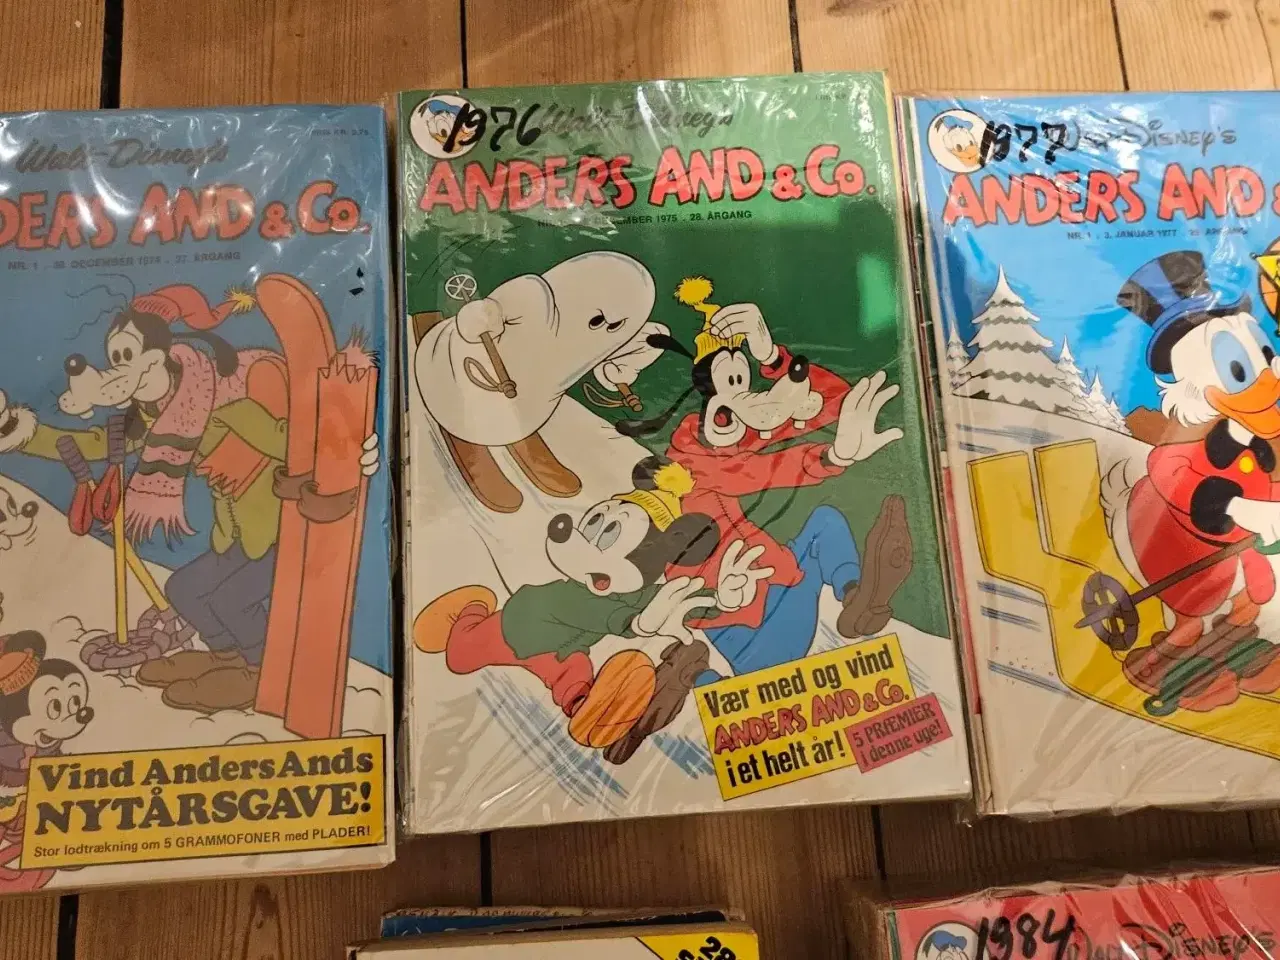 Walt Disney's
DERS AND & Co.
NR. 1 . 30. DECEMBER 1974 . 27. ÅRGANG
Vind Anders Ands
NYTÅRSGAVE!
Stor lodtrækning om 5 GRAMMOFONER med PLADER!
1976 Walt Disney's
ANDERS AND & Co.
DECEMBER 1975 . 28. ÅRGANG
Vær med og vind
ANDERS AND & Co.
i et helt år!
5 PRÆMIER
i denne uge!
1977 Walt Disney's
ANDERS AND &
NR. 1 . 3. JANUAR 1977 . 29. ÅRGANG
1984 Walt Disney's